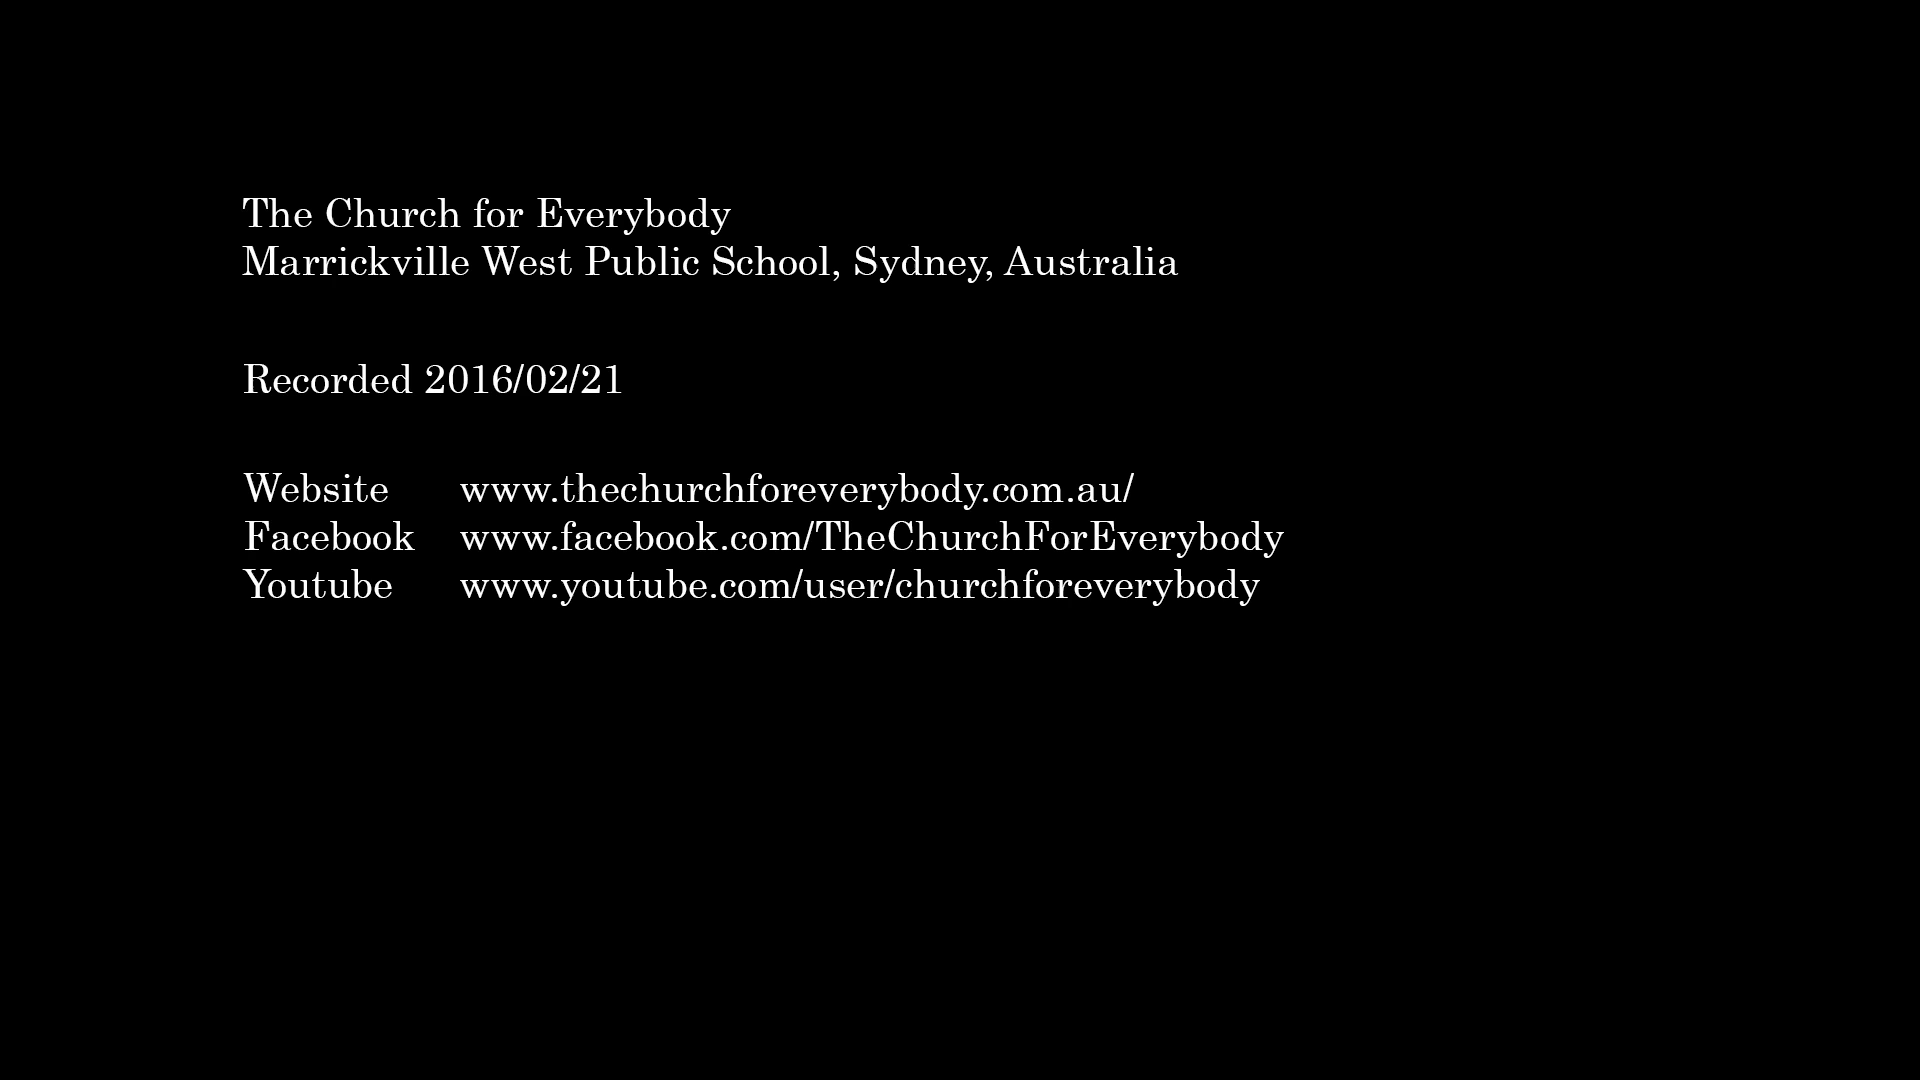 The Church for Everybody
Marrickville West Public School, Sydney, Australia
Recorded 2016/02/21
Website www.thechurchforeverybody.com.au/
Facebook www.facebook.com/TheChurchForEverybody
Youtube www.youtube.com/user/churchforeverybody